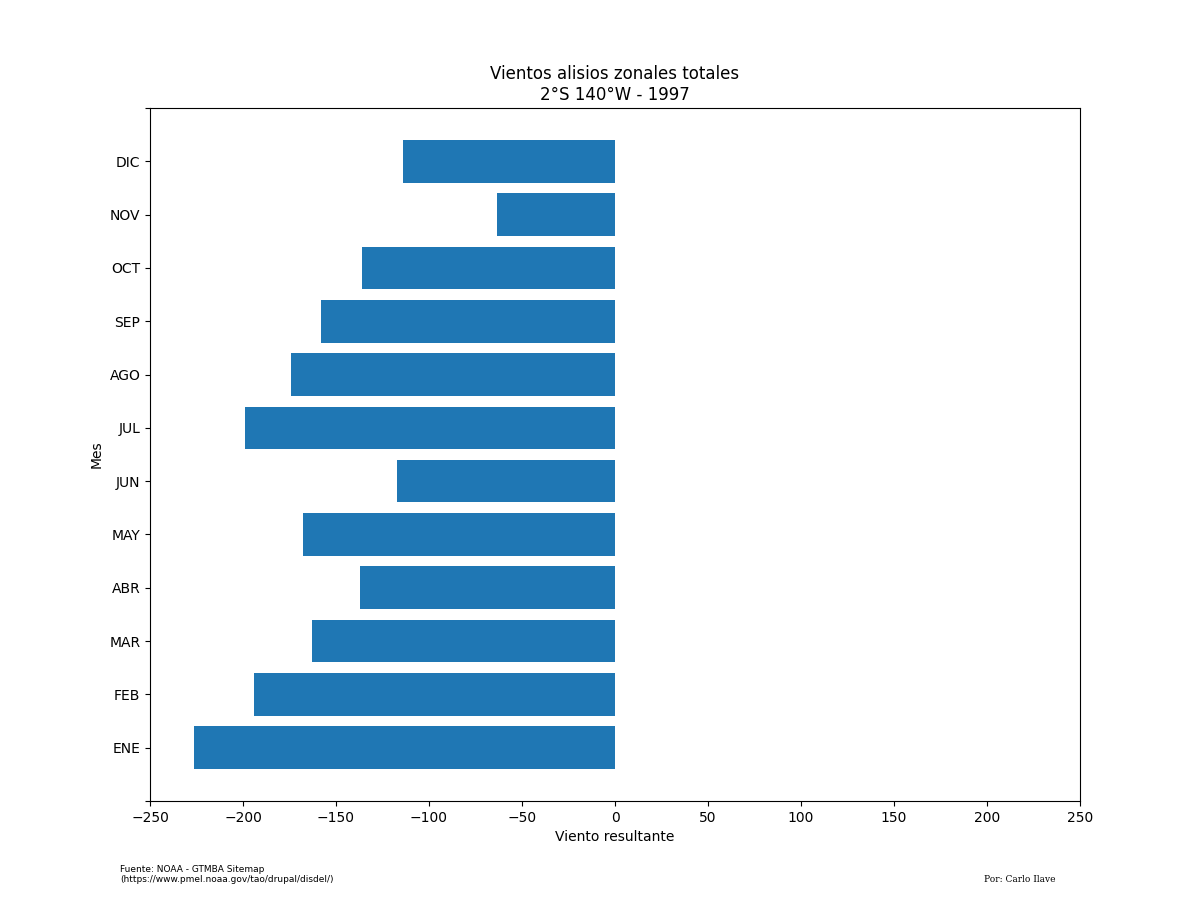 Vientos alisios zonales totales
2°S 140°W - 1997
DIC
NOV
OCT
SEP
AGO
JUL
JUN
MAY
ABR
MAR
FEB
ENE
Mes
−250 −200 −150 −100 −50 0 50 100 150 200 250
Viento resultante
Fuente: NOAA - GTMBA Sitemap
(https://www.pmel.noaa.gov/tao/drupal/disdel/)
Por: Carlo Ilave